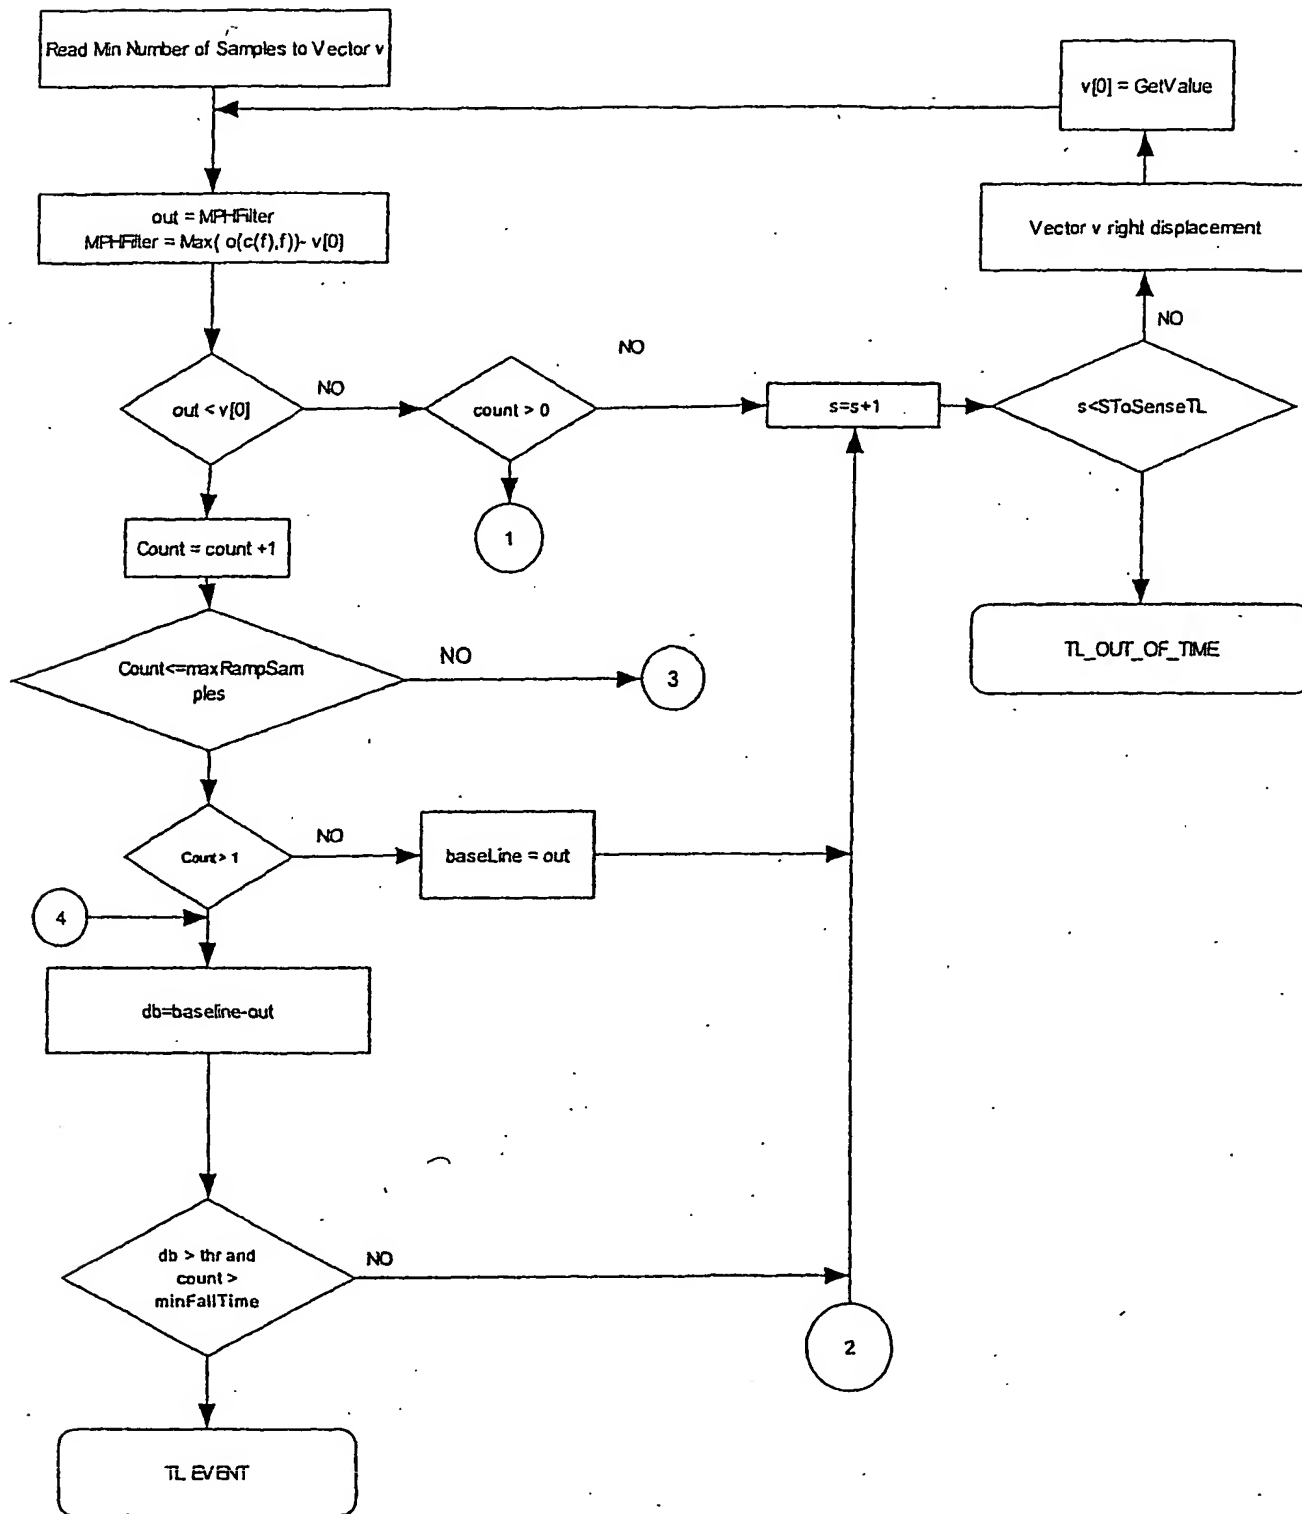 Read Min Number of Samples to Vector v
v[0] = GetValue
out = MPHFilter
MPHFilter = Max( o(c(f),f))- v[0]
Vector v right displacement
NO
out < v[0]
NO
count > 0
NO
s=s+1
s<SToSenseTL
Count = count +1
1
TL_OUT_OF_TIME
Count<=maxRampSam
ples
NO
3
Count> 1
NO
baseLine = out
4
db=baseline-out
db > thr and
count >
minFallTime
NO
2
TL EVENT